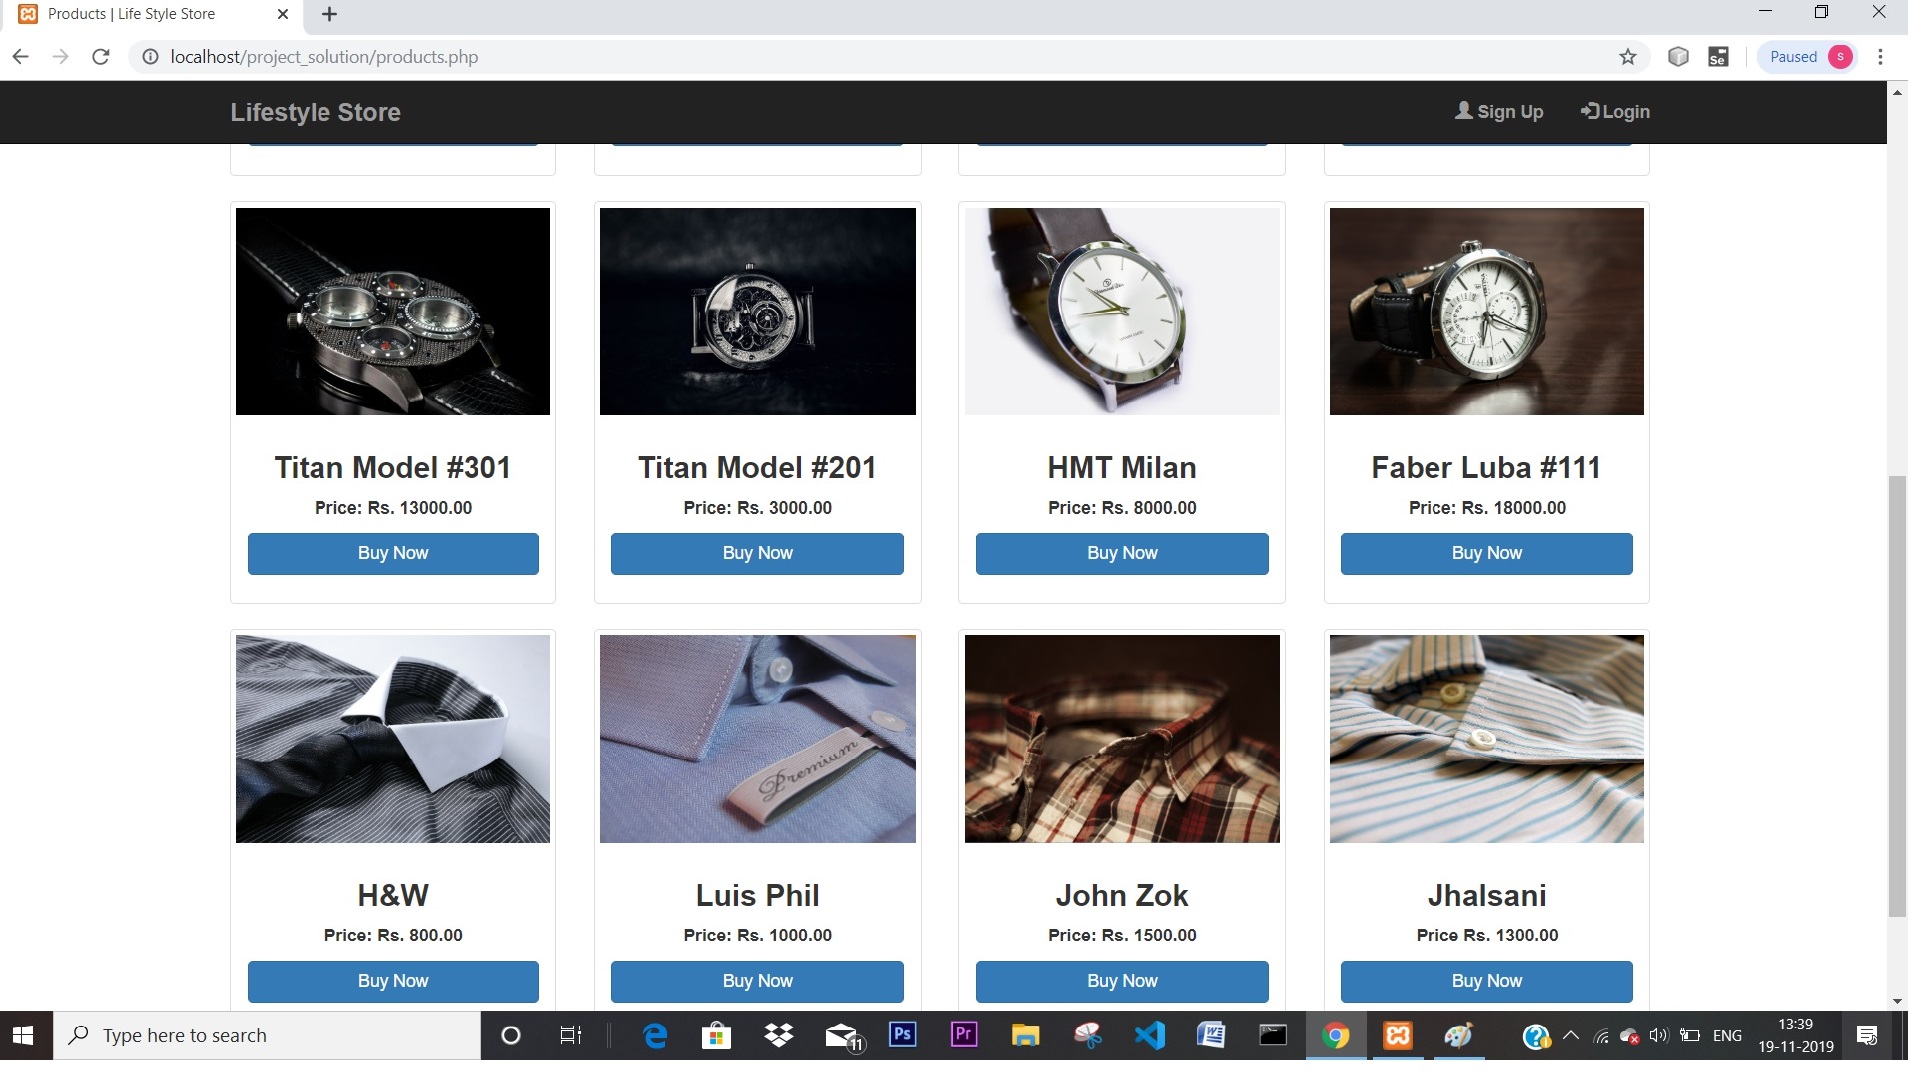 Products | Life Style Store
localhost/project_solution/products.php
Se
Paused
s
Lifestyle Store
Sign Up
Login
Titan Model #301
Price: Rs. 13000.00
Buy Now
Titan Model #201
Price: Rs. 3000.00
Buy Now
HMT Milan
Price: Rs. 8000.00
Buy Now
Faber Luba #111
Price: Rs. 18000.00
Buy Now
Premium
H&W
Price: Rs. 800.00
Buy Now
Luis Phil
Price: Rs. 1000.00
Buy Now
John Zok
Price: Rs. 1500.00
Buy Now
Jhalsani
Price Rs. 1300.00
Buy Now
Type here to search
11
Ps
Pr
W
ENG
13:39
19-11-2019